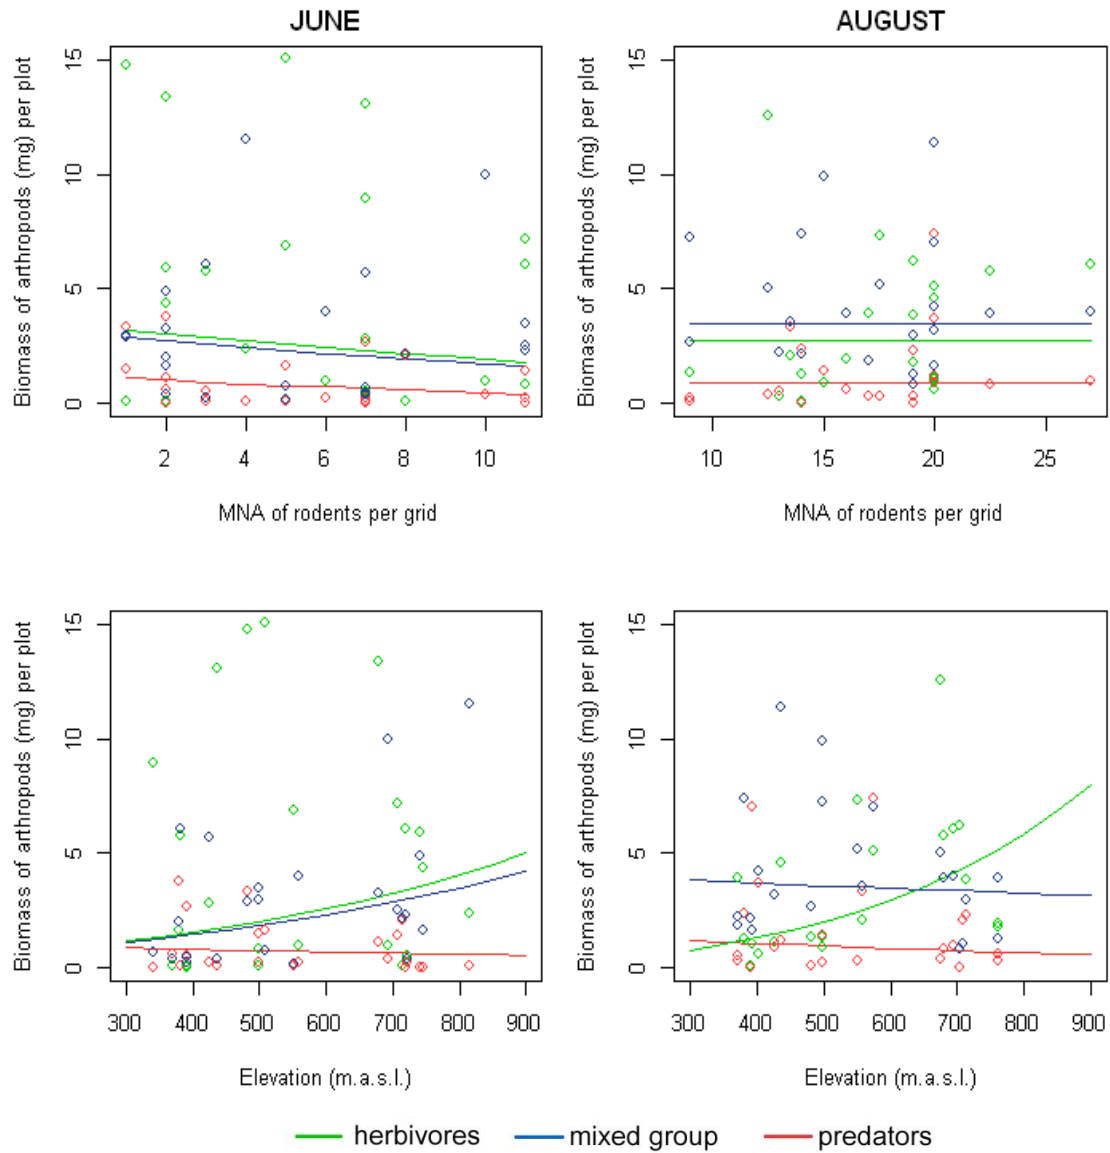 JUNE
AUGUST
Biomass of arthropods (mg) per plot
15
10
5
0
2 4 6 8 10
MNA of rodents per grid
Biomass of arthropods (mg) per plot
15
10
5
0
10 15 20 25
MNA of rodents per grid
Biomass of arthropods (mg) per plot
15
10
5
0
300 400 500 600 700 800 900
Elevation (m.a.s.l.)
Biomass of arthropods (mg) per plot
15
10
5
0
300 400 500 600 700 800 900
Elevation (m.a.s.l.)
herbivores mixed group predators